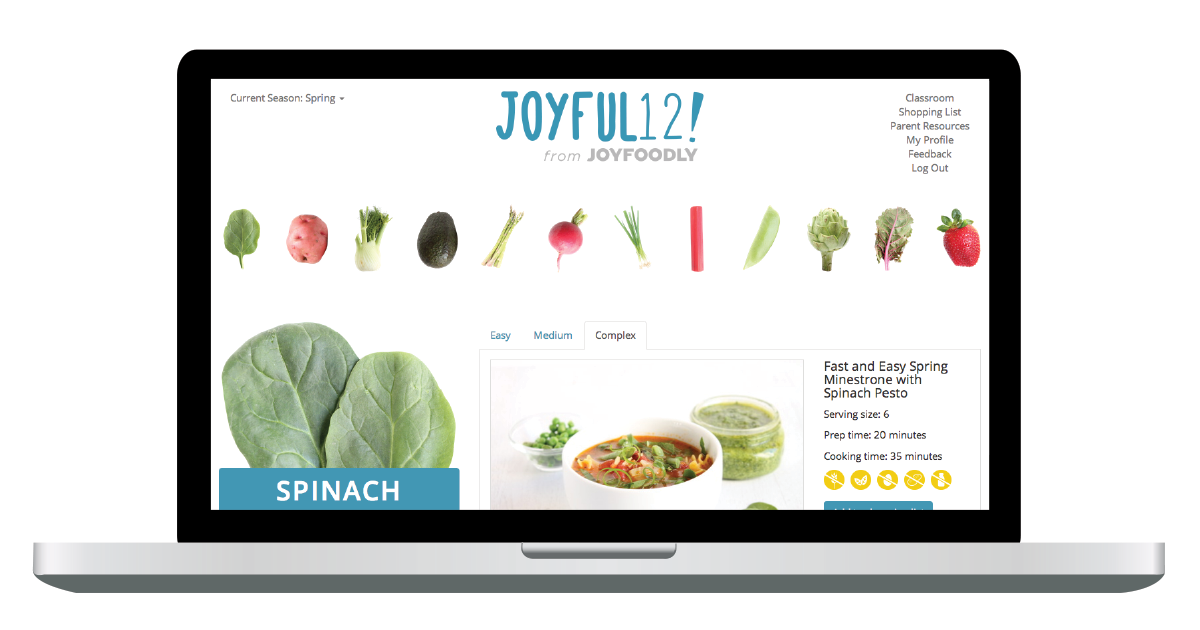 Current Season: Spring
JOYFUL12!
from JOYFOODLY
Classroom
Shopping List
Parent Resources
My Profile
Feedback
Log Out
SPINACH
Easy
Medium
Complex
Fast and Easy Spring
Minestrone with
Spinach Pesto
Serving size: 6
Prep time: 20 minutes
Cooking time: 35 minutes